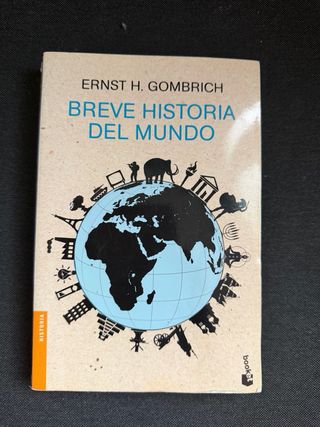 ERNST H. GOMBRICH
BREVE HISTORIA
DEL MUNDO
HISTORIA
booket